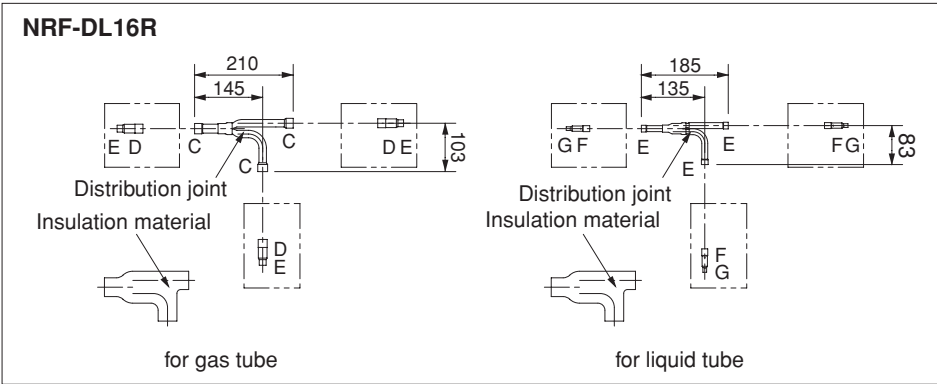 NRF-DL16R
210
145
E D
C
C
D E
103
C
Distribution joint
Insulation material
D
E
for gas tube
185
135
G F
E
E
F G
83
E
Distribution joint
Insulation material
F
G
for liquid tube